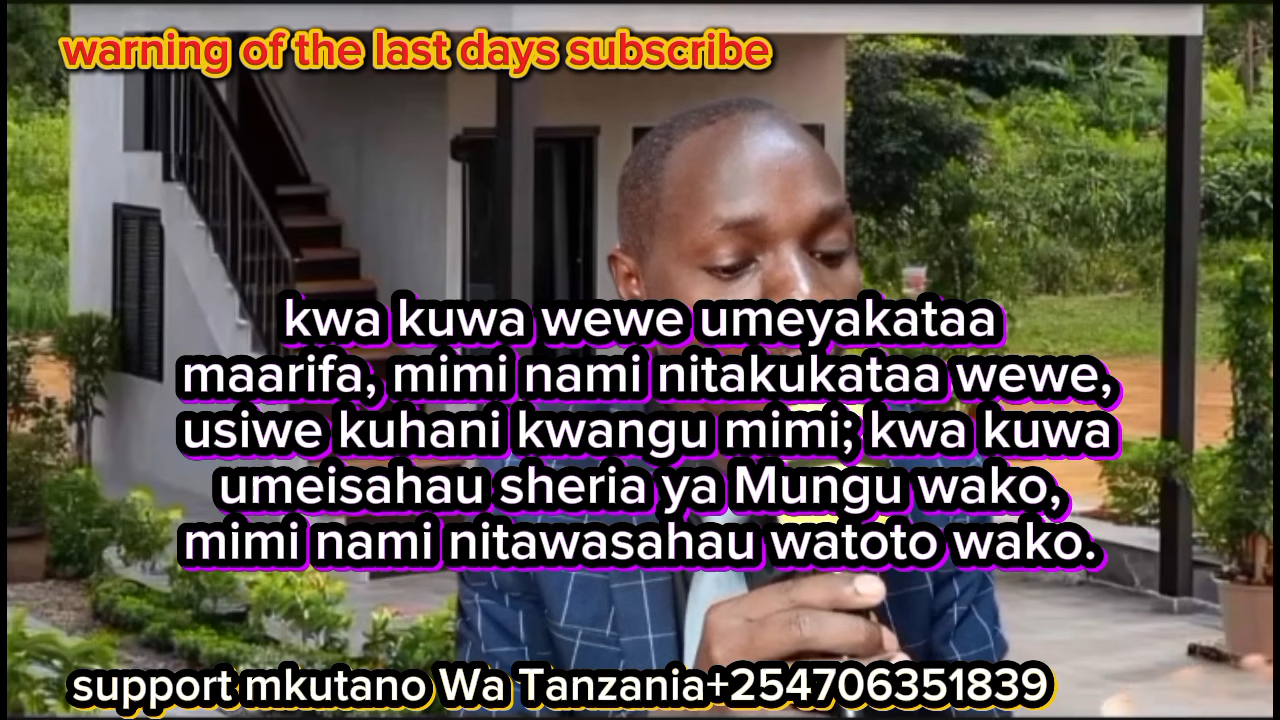 warning of the last days subscribe
kwa kuwa wewe umeyakataa
maarifa, mimi nami nitakukataa wewe,
usiwe kuhani kwangu mimi; kwa kuwa
umeisahau sheria ya Mungu wako,
mimi nami nitawasahau watoto wako.
support mkutano Wa Tanzania+254706351839